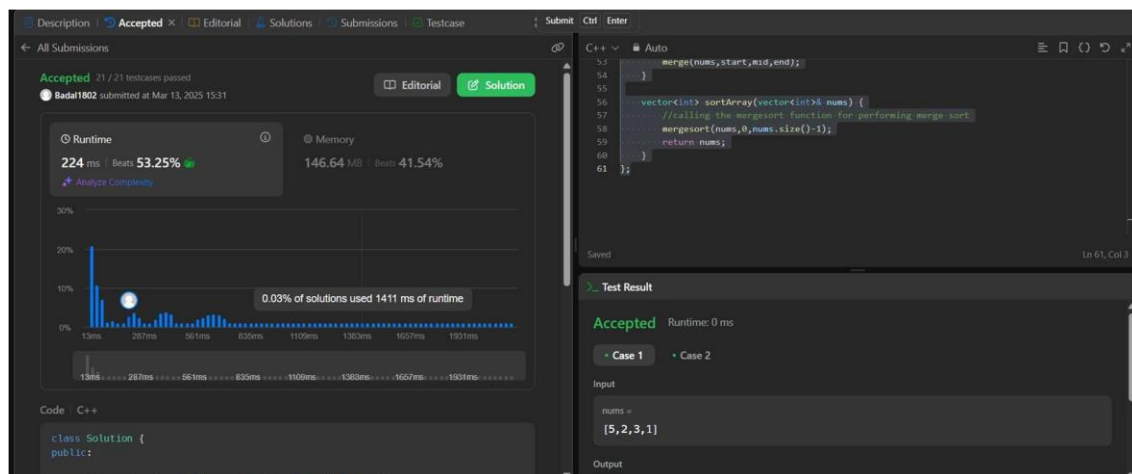 Description | Accepted × | Editorial | Solutions | Submissions | Testcase
Submit Ctrl Enter
← All Submissions
Accepted 21 / 21 testcases passed
Badal1802 submitted at Mar 13, 2025 15:31
Editorial
Solution
Runtime
224 ms | Beats 53.25%
Analyze Complexity
Memory
146.64 MB | Beats 41.54%
30%
20%
10%
0%
0.03% of solutions used 1411 ms of runtime
13ms 287ms 561ms 835ms 1109ms 1383ms 1657ms 1931ms
13ms 287ms 561ms 835ms 1109ms 1383ms 1657ms 1931ms
Code | C++
class Solution {
public:
C++ Auto
53 merge(nums,start,mid,end);
54 }
55
56 vector<int> sortArray(vector<int>& nums) {
57 //calling the mergesort function for performing merge sort
58 mergesort(nums,0,nums.size()-1);
59 return nums;
60 }
61 };
Saved
Ln 61, Col 3
>_ Test Result
Accepted Runtime: 0 ms
• Case 1 • Case 2
Input
nums =
[5,2,3,1]
Output